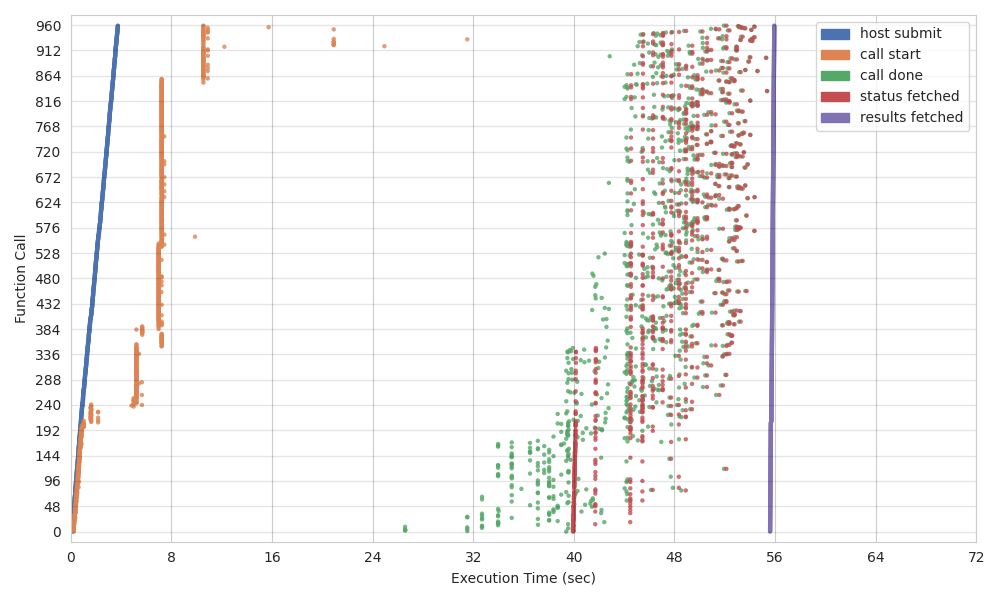 960
912
864
816
768
720
672
624
576
528
480
432
384
336
288
240
192
144
96
48
0
Function Call
0 8 16 24 32 40 48 56 64 72
Execution Time (sec)
host submit
call start
call done
status fetched
results fetched